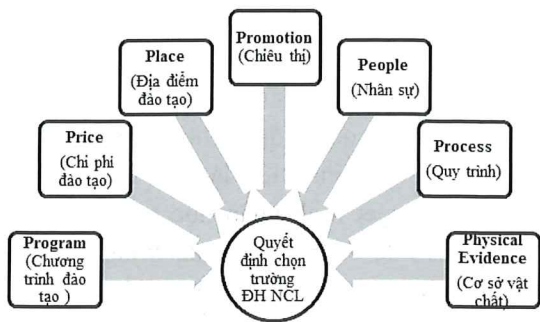 Promotion
(Chiêu thị)
Place
(Địa điểm
đào tạo)
People
(Nhân sự)
Price
(Chi phí
đào tạo)
Process
(Quy trình)
Program
(Chương
trình đào
tạo )
Quyết
định chọn
trường
ĐH NCL
Physical
Evidence
(Cơ sở vật
chất)